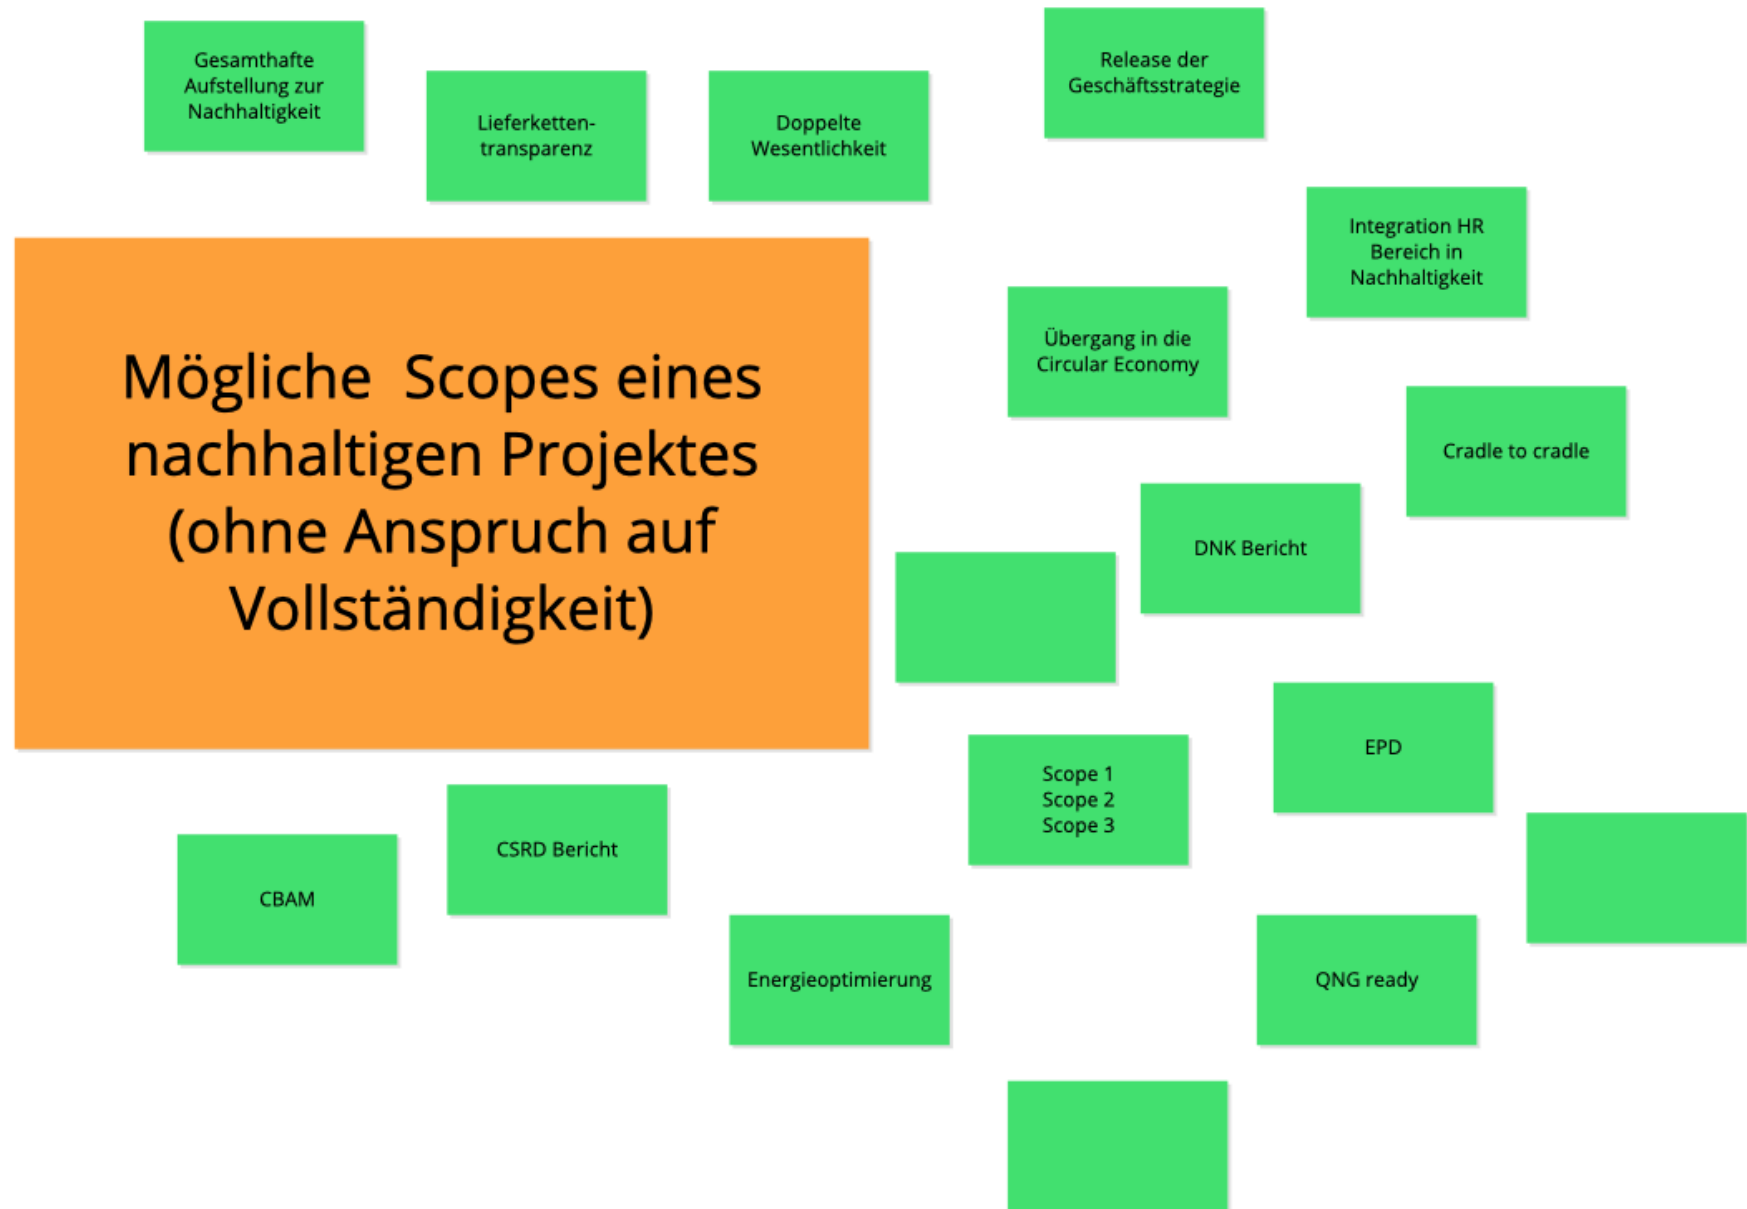 Gesamthafte
Aufstellung zur
Nachhaltigkeit
Lieferketten-
transparenz
Doppelte
Wesentlichkeit
Release der
Geschäftsstrategie
Integration HR
Bereich in
Nachhaltigkeit
Übergang in die
Circular Economy
Cradle to cradle
Mögliche  Scopes eines
nachhaltigen Projektes
(ohne Anspruch auf
Vollständigkeit)
DNK Bericht
EPD
Scope 1
Scope 2
Scope 3
CSRD Bericht
CBAM
Energieoptimierung
QNG ready